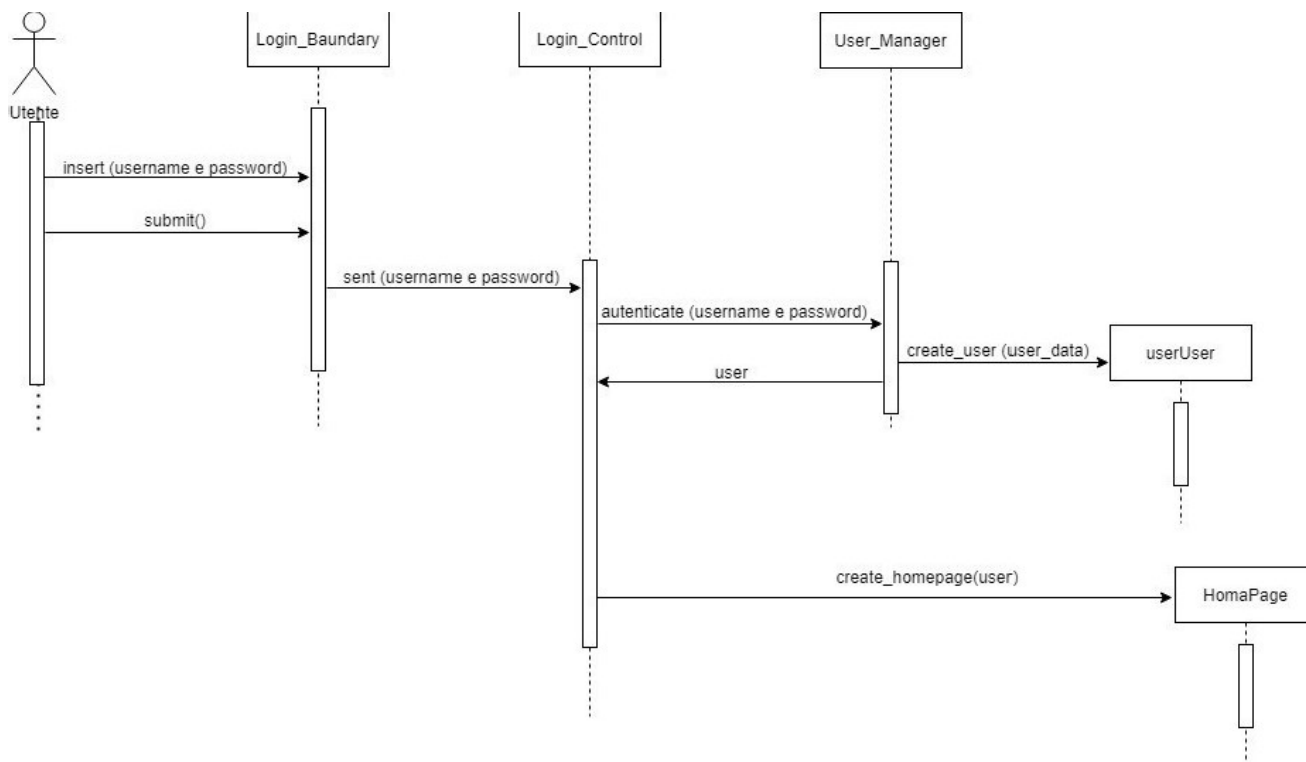 Login_Baundary
Login_Control
User_Manager
Utente
insert (username e password)
submit()
sent (username e password)
autenticate (username e password)
create_user (user_data)
userUser
user
create_homepage(user)
HomaPage